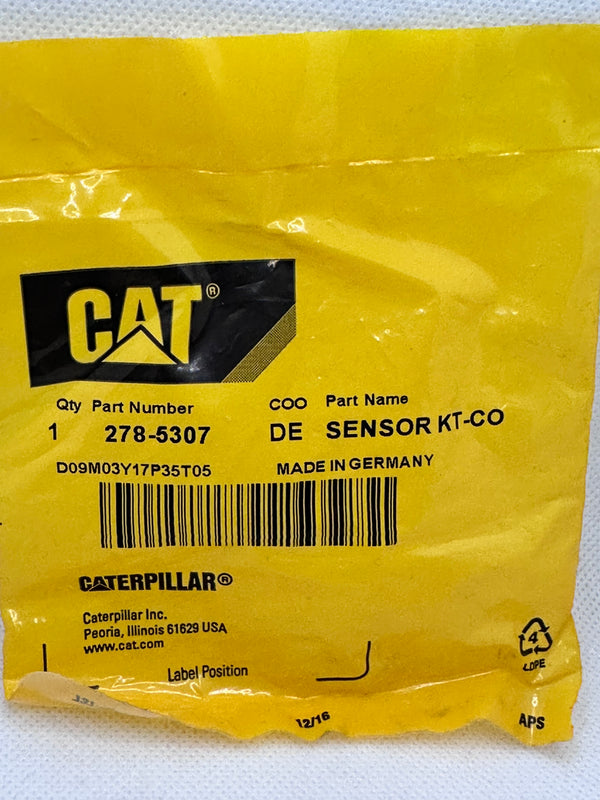 CAT®
Qty Part Number COO Part Name
1 278-5307 DE SENSOR KT-CO
D09M03Y17P35T05 MADE IN GERMANY
CATERPILLAR®
Caterpillar Inc.
Peoria, Illinois 61629 USA
www.cat.com
Label Position
4
LDPE
12/16
APS